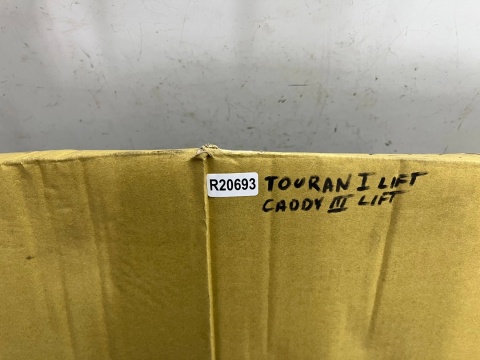 R20693 TOURAN I LIFT
CADDY III LIFT